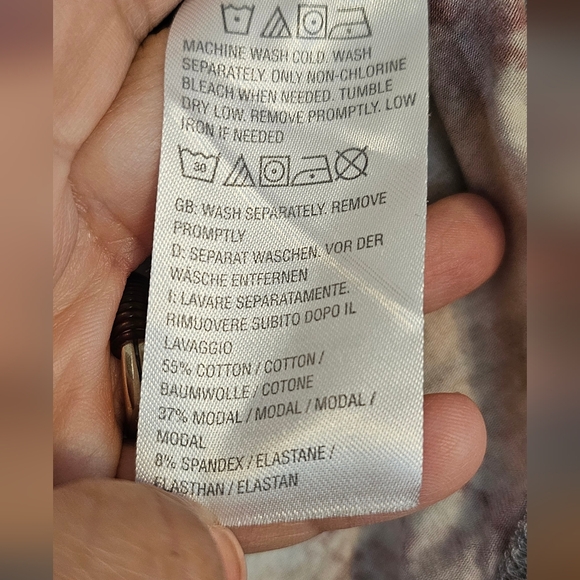 MACHINE WASH COLD. WASH
SEPARATELY. ONLY NON-CHLORINE
BLEACH WHEN NEEDED. TUMBLE
DRY LOW. REMOVE PROMPTLY. LOW
IRON IF NEEDED
30
GB: WASH SEPARATELY. REMOVE
PROMPTLY
D: SEPARAT WASCHEN. VOR DER
WASCHE ENTFERNEN
I: LAVARE SEPARATAMENTE.
RIMUOVERE SUBITO DOPO IL
LAVAGGIO
55% COTTON / COTTON /
BAUMWOLLE / COTONE
37% MODAL / MODAL / MODAL /
MODAL
8% SPANDEX / ELASTANE /
ELASTHAN / ELASTAN